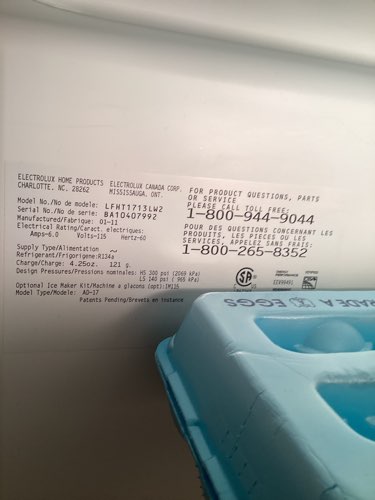 ELECTROLUX HOME PRODUCTS
CHARLOTTE, NC. 28262
ELECTROLUX CANADA CORP.
MISSISSAUGA, ONT.
Model No./No de modele: LFHT1713LW2
Serial No./No de serie: BA10407992
Manufactured/Fabrique: 01-11
Electrical Rating/Caract. electriques:
Amps-6.0 Volts-115 Hertz-60
Supply Type/Alimentation
Refrigerant/Frigorigene:R134a
Charge/Charge: 4.25oz. 121 g.
Design Pressures/Pressions nominales: HS 300 psi (2069 kPa)
LS 140 psi ( 965 kPa)
Optional Ice Maker Kit/Machine a glacons (opt):IM116
Model Type/Modele: AD-17
Patents Pending/Brevets en instance
FOR PRODUCT QUESTIONS, PARTS
OR SERVICE
PLEASE CALL TOLL FREE:
1-800-944-9044
POUR DES QUESTIONS CONCERNANT LES
PRODUITS, LES PIECES OU LES
SERVICES, APPELEZ SANS FRAIS:
1-800-265-8352
ENERGY
PERFORMANCE
VERIFIED
GRADE A EGGS